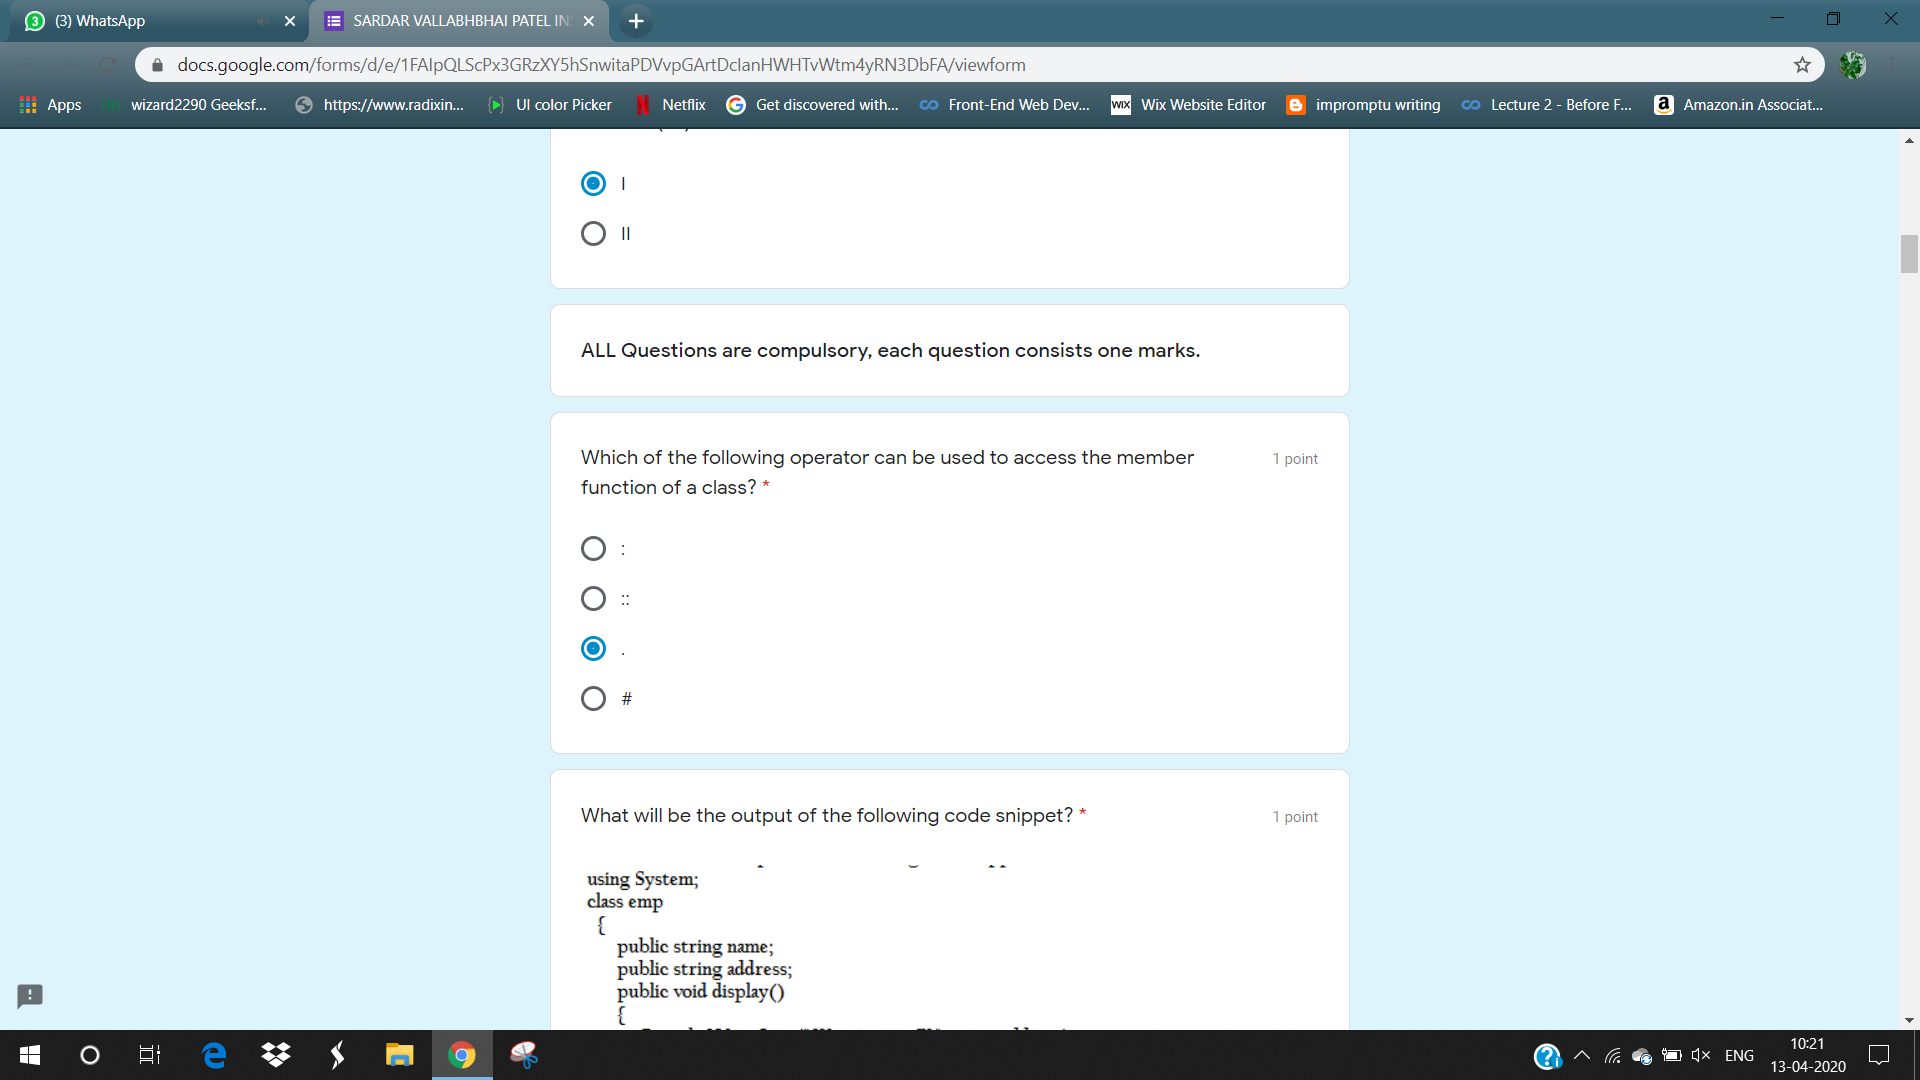 (3) WhatsApp
SARDAR VALLABHBHAI PATEL IN
docs.google.com/forms/d/e/1FAIpQLScPx3GRzXY5hSnwitaPDVvpGArtDclanHWHTvWtm4yRN3DbFA/viewform
Apps
wizard2290 Geeksf...
https://www.radixin...
UI color Picker
Netflix
Get discovered with...
Front-End Web Dev...
WIX Wix Website Editor
impromptu writing
Lecture 2 - Before F...
Amazon.in Associat...
I
II
ALL Questions are compulsory, each question consists one marks.
Which of the following operator can be used to access the member
function of a class? *
1 point
:
::
.
#
What will be the output of the following code snippet? *
1 point
using System;
class emp
{
public string name;
public string address;
public void display()
{
ENG
10:21
13-04-2020